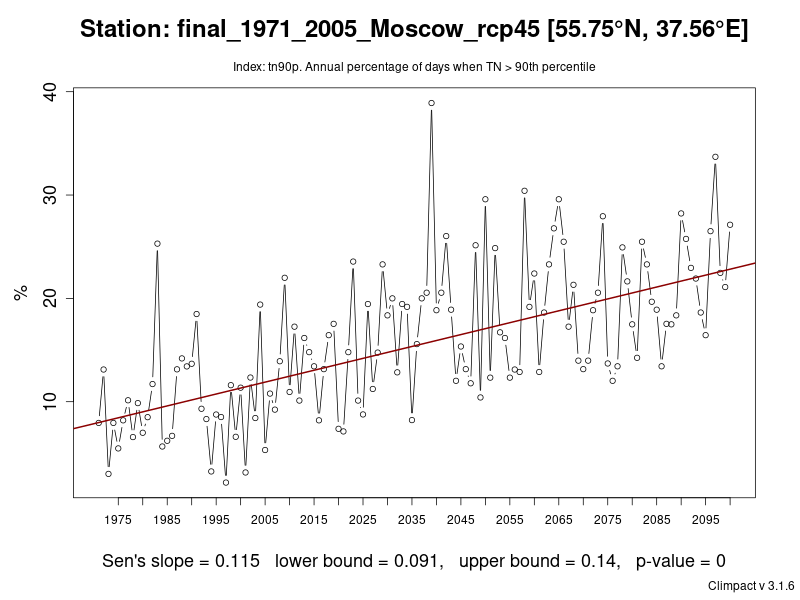 Station: final_1971_2005_Moscow_rcp45 [55.75°N, 37.56°E]
Index: tn90p. Annual percentage of days when TN > 90th percentile
40
30
20
10
%
1975 1985 1995 2005 2015 2025 2035 2045 2055 2065 2075 2085 2095
Sen's slope = 0.115 lower bound = 0.091, upper bound = 0.14, p-value = 0
Climpact v 3.1.6